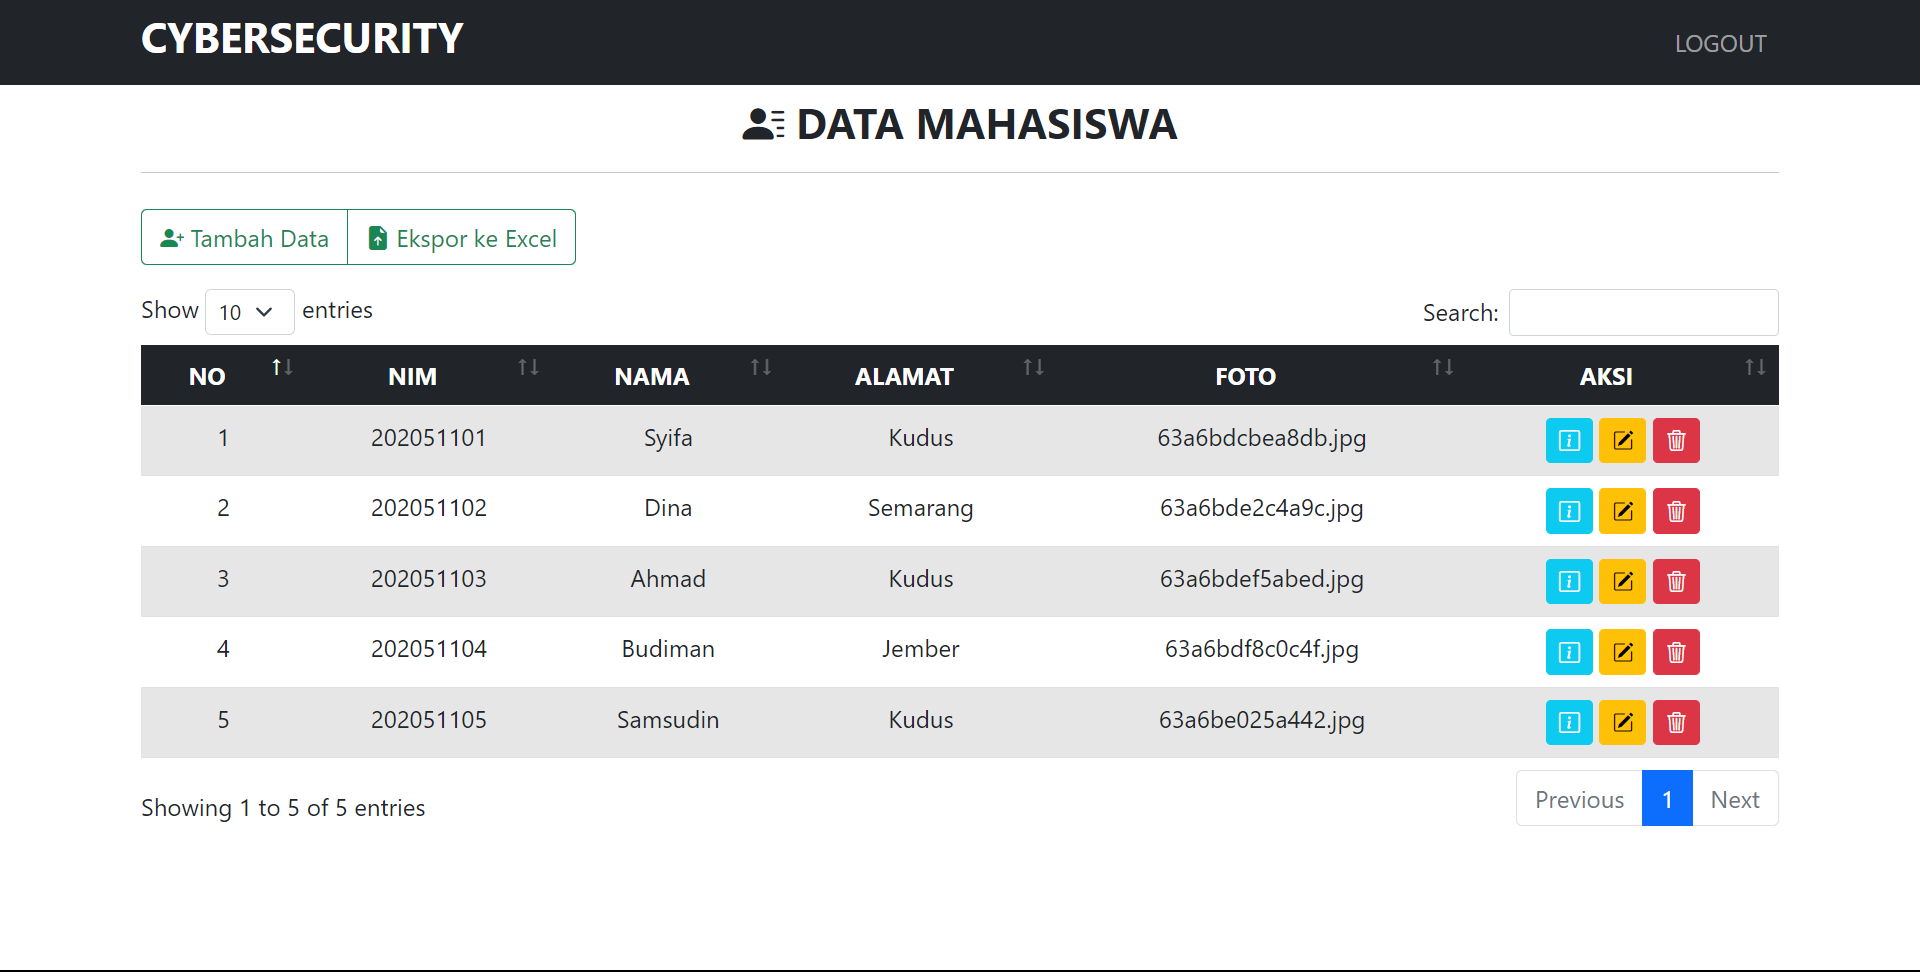 CYBERSECURITY LOGOUT
DATA MAHASISWA
Tambah Data Ekspor ke Excel
Show 10 entries Search:
NO NIM NAMA ALAMAT FOTO AKSI
1 202051101 Syifa Kudus 63a6bdcbea8db.jpg
2 202051102 Dina Semarang 63a6bde2c4a9c.jpg
3 202051103 Ahmad Kudus 63a6bdef5abed.jpg
4 202051104 Budiman Jember 63a6bdf8c0c4f.jpg
5 202051105 Samsudin Kudus 63a6be025a442.jpg
Showing 1 to 5 of 5 entries Previous 1 Next